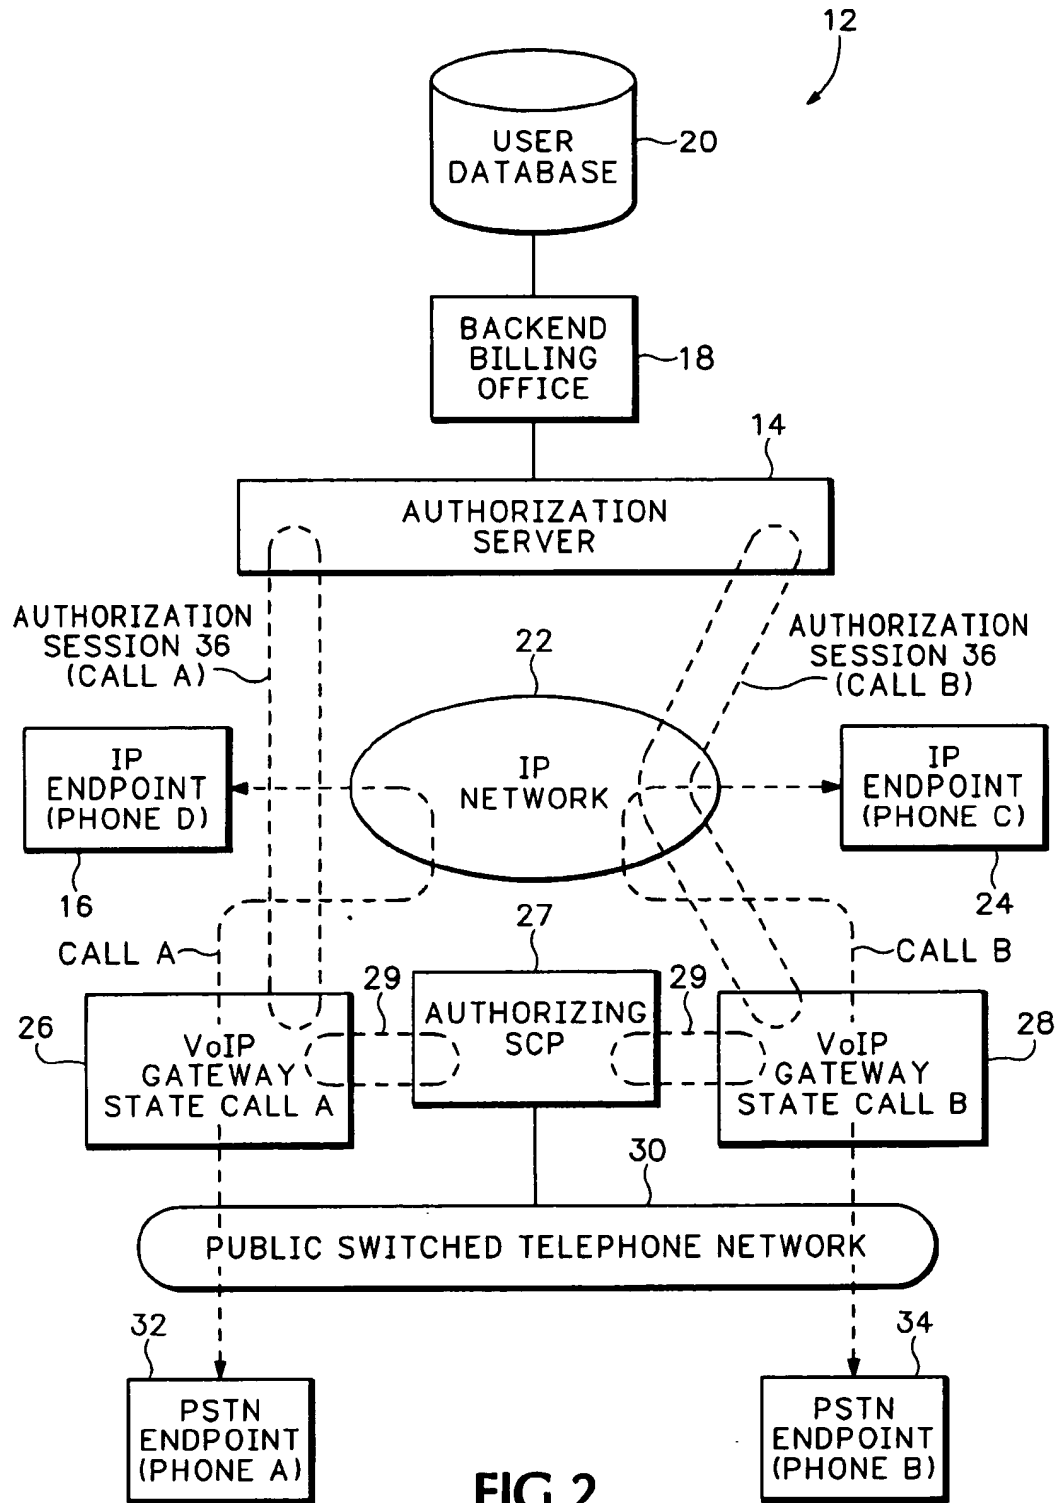 12
USER
DATABASE
20
BACKEND
BILLING
OFFICE
18
14
AUTHORIZATION
SERVER
AUTHORIZATION
SESSION 36
(CALL A)
22
AUTHORIZATION
SESSION 36
(CALL B)
IP
ENDPOINT
(PHONE D)
IP
NETWORK
IP
ENDPOINT
(PHONE C)
16
24
CALL A
27
CALL B
26
29
AUTHORIZING
SCP
29
28
VoIP
GATEWAY
STATE CALL A
VoIP
GATEWAY
STATE CALL B
30
PUBLIC SWITCHED TELEPHONE NETWORK
32
34
PSTN
ENDPOINT
(PHONE A)
PSTN
ENDPOINT
(PHONE B)
FIG.2